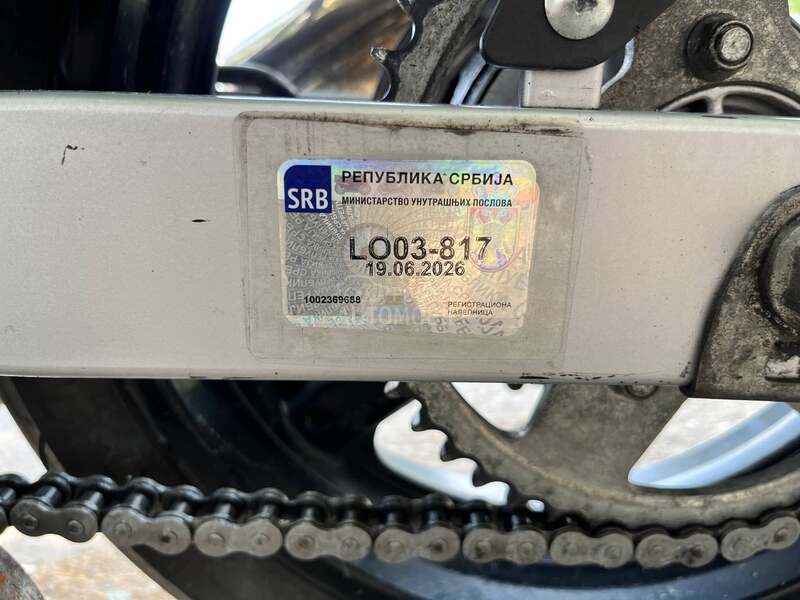 SRB
РЕПУБЛИКА СРБИЈА
МИНИСТАРСТВО УНУТРАШЊИХ ПОСЛОВА
LO03-817
19.06.2026
1002369688
РЕГИСТРАЦИОНА
НАЛЕПНИЦА